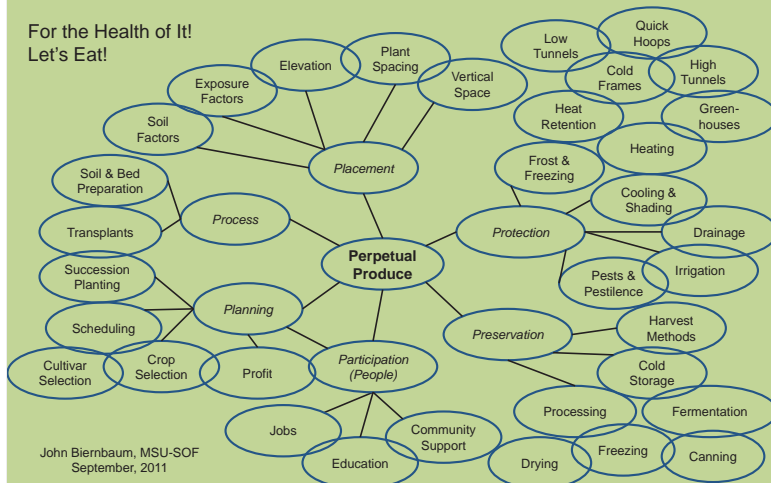 For the Health of It!
Let's Eat!
Soil
Factors
Exposure
Factors
Elevation
Plant
Spacing
Vertical
Space
Placement
Low
Tunnels
Quick
Hoops
Cold
Frames
High
Tunnels
Heat
Retention
Green-
houses
Heating
Frost &
Freezing
Cooling &
Shading
Protection
Drainage
Irrigation
Pests &
Pestilence
Soil & Bed
Preparation
Transplants
Process
Perpetual
Produce
Succession
Planting
Scheduling
Cultivar
Selection
Crop
Selection
Profit
Planning
Participation
(People)
Jobs
Education
Community
Support
Preservation
Harvest
Methods
Cold
Storage
Processing
Fermentation
Drying
Freezing
Canning
John Biernbaum, MSU-SOF
September, 2011